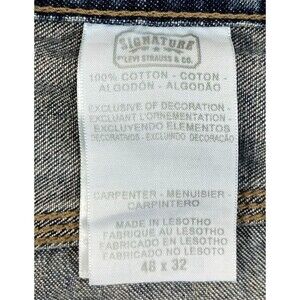 SIGNATURE
BY LEVI STRAUSS & CO.
100% COTTON - COTON -
ALGODÓN - ALGODÃO
EXCLUSIVE OF DECORATION -
EXCLUANT L'ORNEMENTATION -
EXCLUYENDO ELEMENTOS
DECORATIVOS - EXCLUINDO DECORAÇÃO
CARPENTER - MENUISIER -
CARPINTERO
MADE IN LESOTHO
FABRIQUÉ AU LESOTHO
FABRICADO EN LESOTHO
FABRICADO NO LESOTO
48 x 32